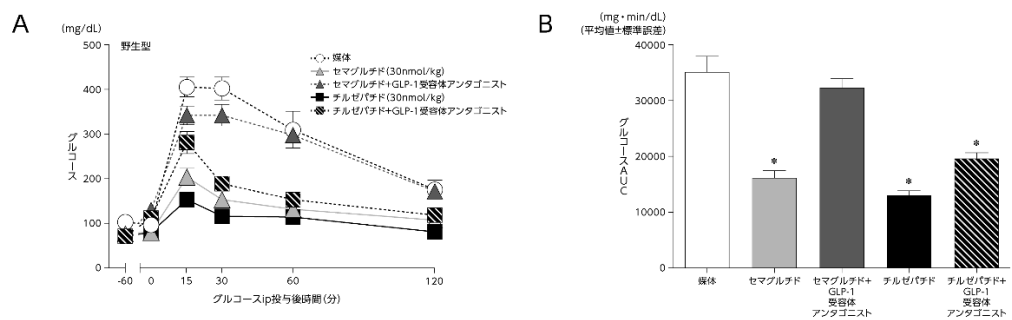 A
(mg/dL)
野生型
媒体
セマグルチド(30nmol/kg)
セマグルチド+GLP-1受容体アンタゴニスト
チルゼパチド(30nmol/kg)
チルゼパチド+GLP-1受容体アンタゴニスト
グルコース
500
400
300
200
100
0
-60
0
15
30
60
120
グルコースip投与後時間(分)
B
(mg・min/dL)
(平均値±標準誤差)
グルコースAUC
40000
30000
20000
10000
0
*
*
*
媒体
セマグルチド
セマグルチド+
GLP-1
受容体
アンタゴニスト
チルゼパチド
チルゼパチド+
GLP-1
受容体
アンタゴニスト